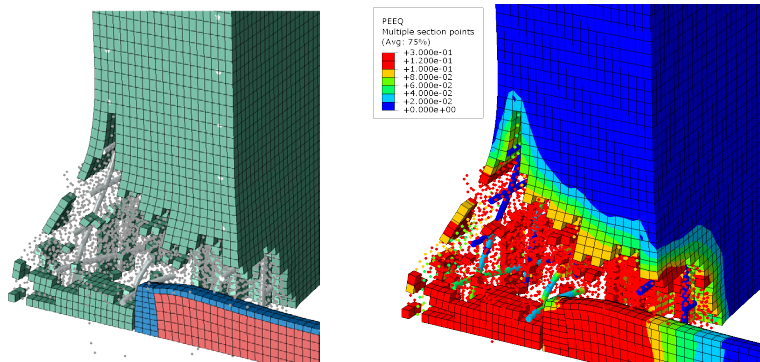 PEEQ
Multiple section points
(Avg: 75%)
+3.000e-01
+1.200e-01
+1.000e-01
+8.000e-02
+6.000e-02
+4.000e-02
+2.000e-02
+0.000e+00